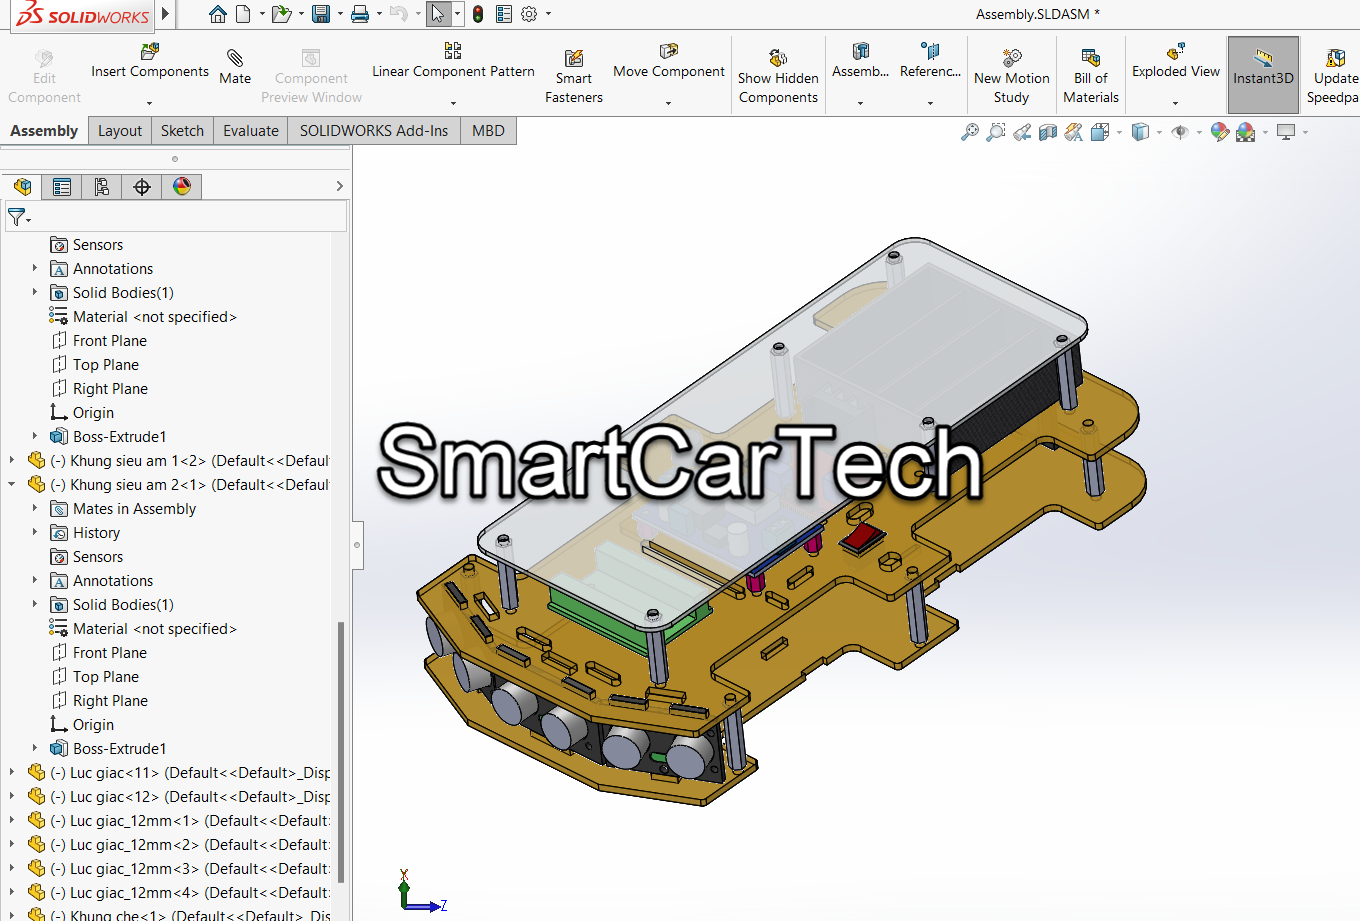 SOLIDWORKS
Assembly.SLDASM *
Edit Component
Insert Components
Mate
Component Preview Window
Linear Component Pattern
Smart Fasteners
Move Component
Show Hidden Components
Assemb...
Referenc...
New Motion Study
Bill of Materials
Exploded View
Instant3D
Update Speedpa
Assembly
Layout
Sketch
Evaluate
SOLIDWORKS Add-Ins
MBD
Sensors
Annotations
Solid Bodies(1)
Material <not specified>
Front Plane
Top Plane
Right Plane
Origin
Boss-Extrude1
(-) Khung sieu am 1<2> (Default<<Defaul
(-) Khung sieu am 2<1> (Default<<Defaul
Mates in Assembly
History
Sensors
Annotations
Solid Bodies(1)
Material <not specified>
Front Plane
Top Plane
Right Plane
Origin
Boss-Extrude1
(-) Luc giac<11> (Default<<Default>_Disp
(-) Luc giac<12> (Default<<Default>_Disp
(-) Luc giac_12mm<1> (Default<<Default>
(-) Luc giac_12mm<2> (Default<<Default>
(-) Luc giac_12mm<3> (Default<<Default>
(-) Luc giac_12mm<4> (Default<<Default>
(-) Khung che<1> (Default<<Default>_Dis
SmartCarTech
Y
Z